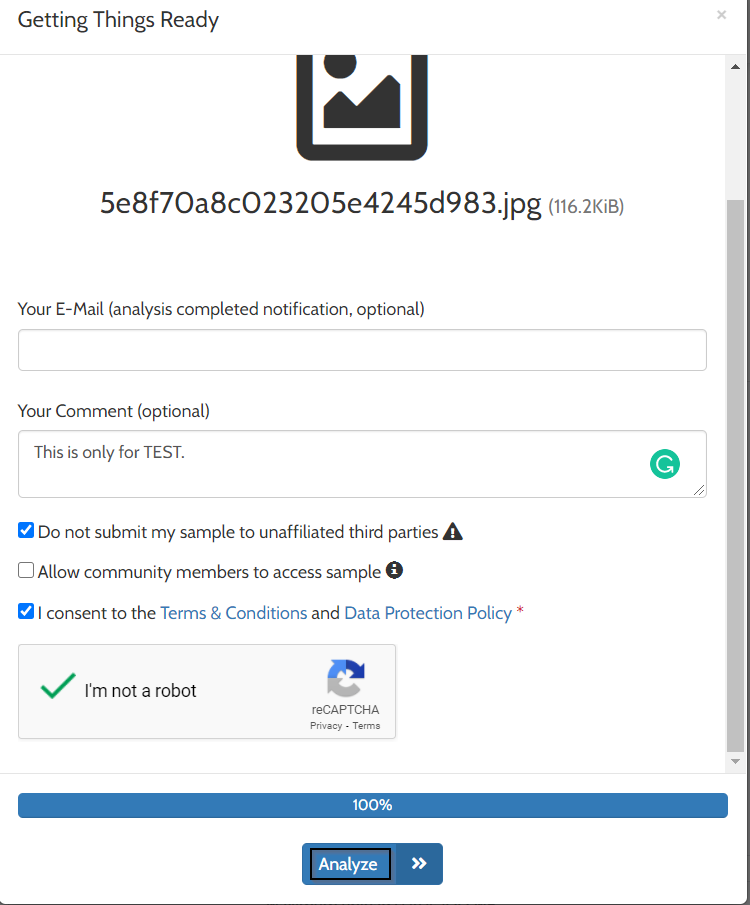 Getting Things Ready
×
5e8f70a8c023205e4245d983.jpg (116.2KiB)
Your E-Mail (analysis completed notification, optional)
Your Comment (optional)
This is only for TEST.
Do not submit my sample to unaffiliated third parties
Allow community members to access sample
I consent to the Terms & Conditions and Data Protection Policy *
I'm not a robot
reCAPTCHA
Privacy - Terms
100%
Analyze »